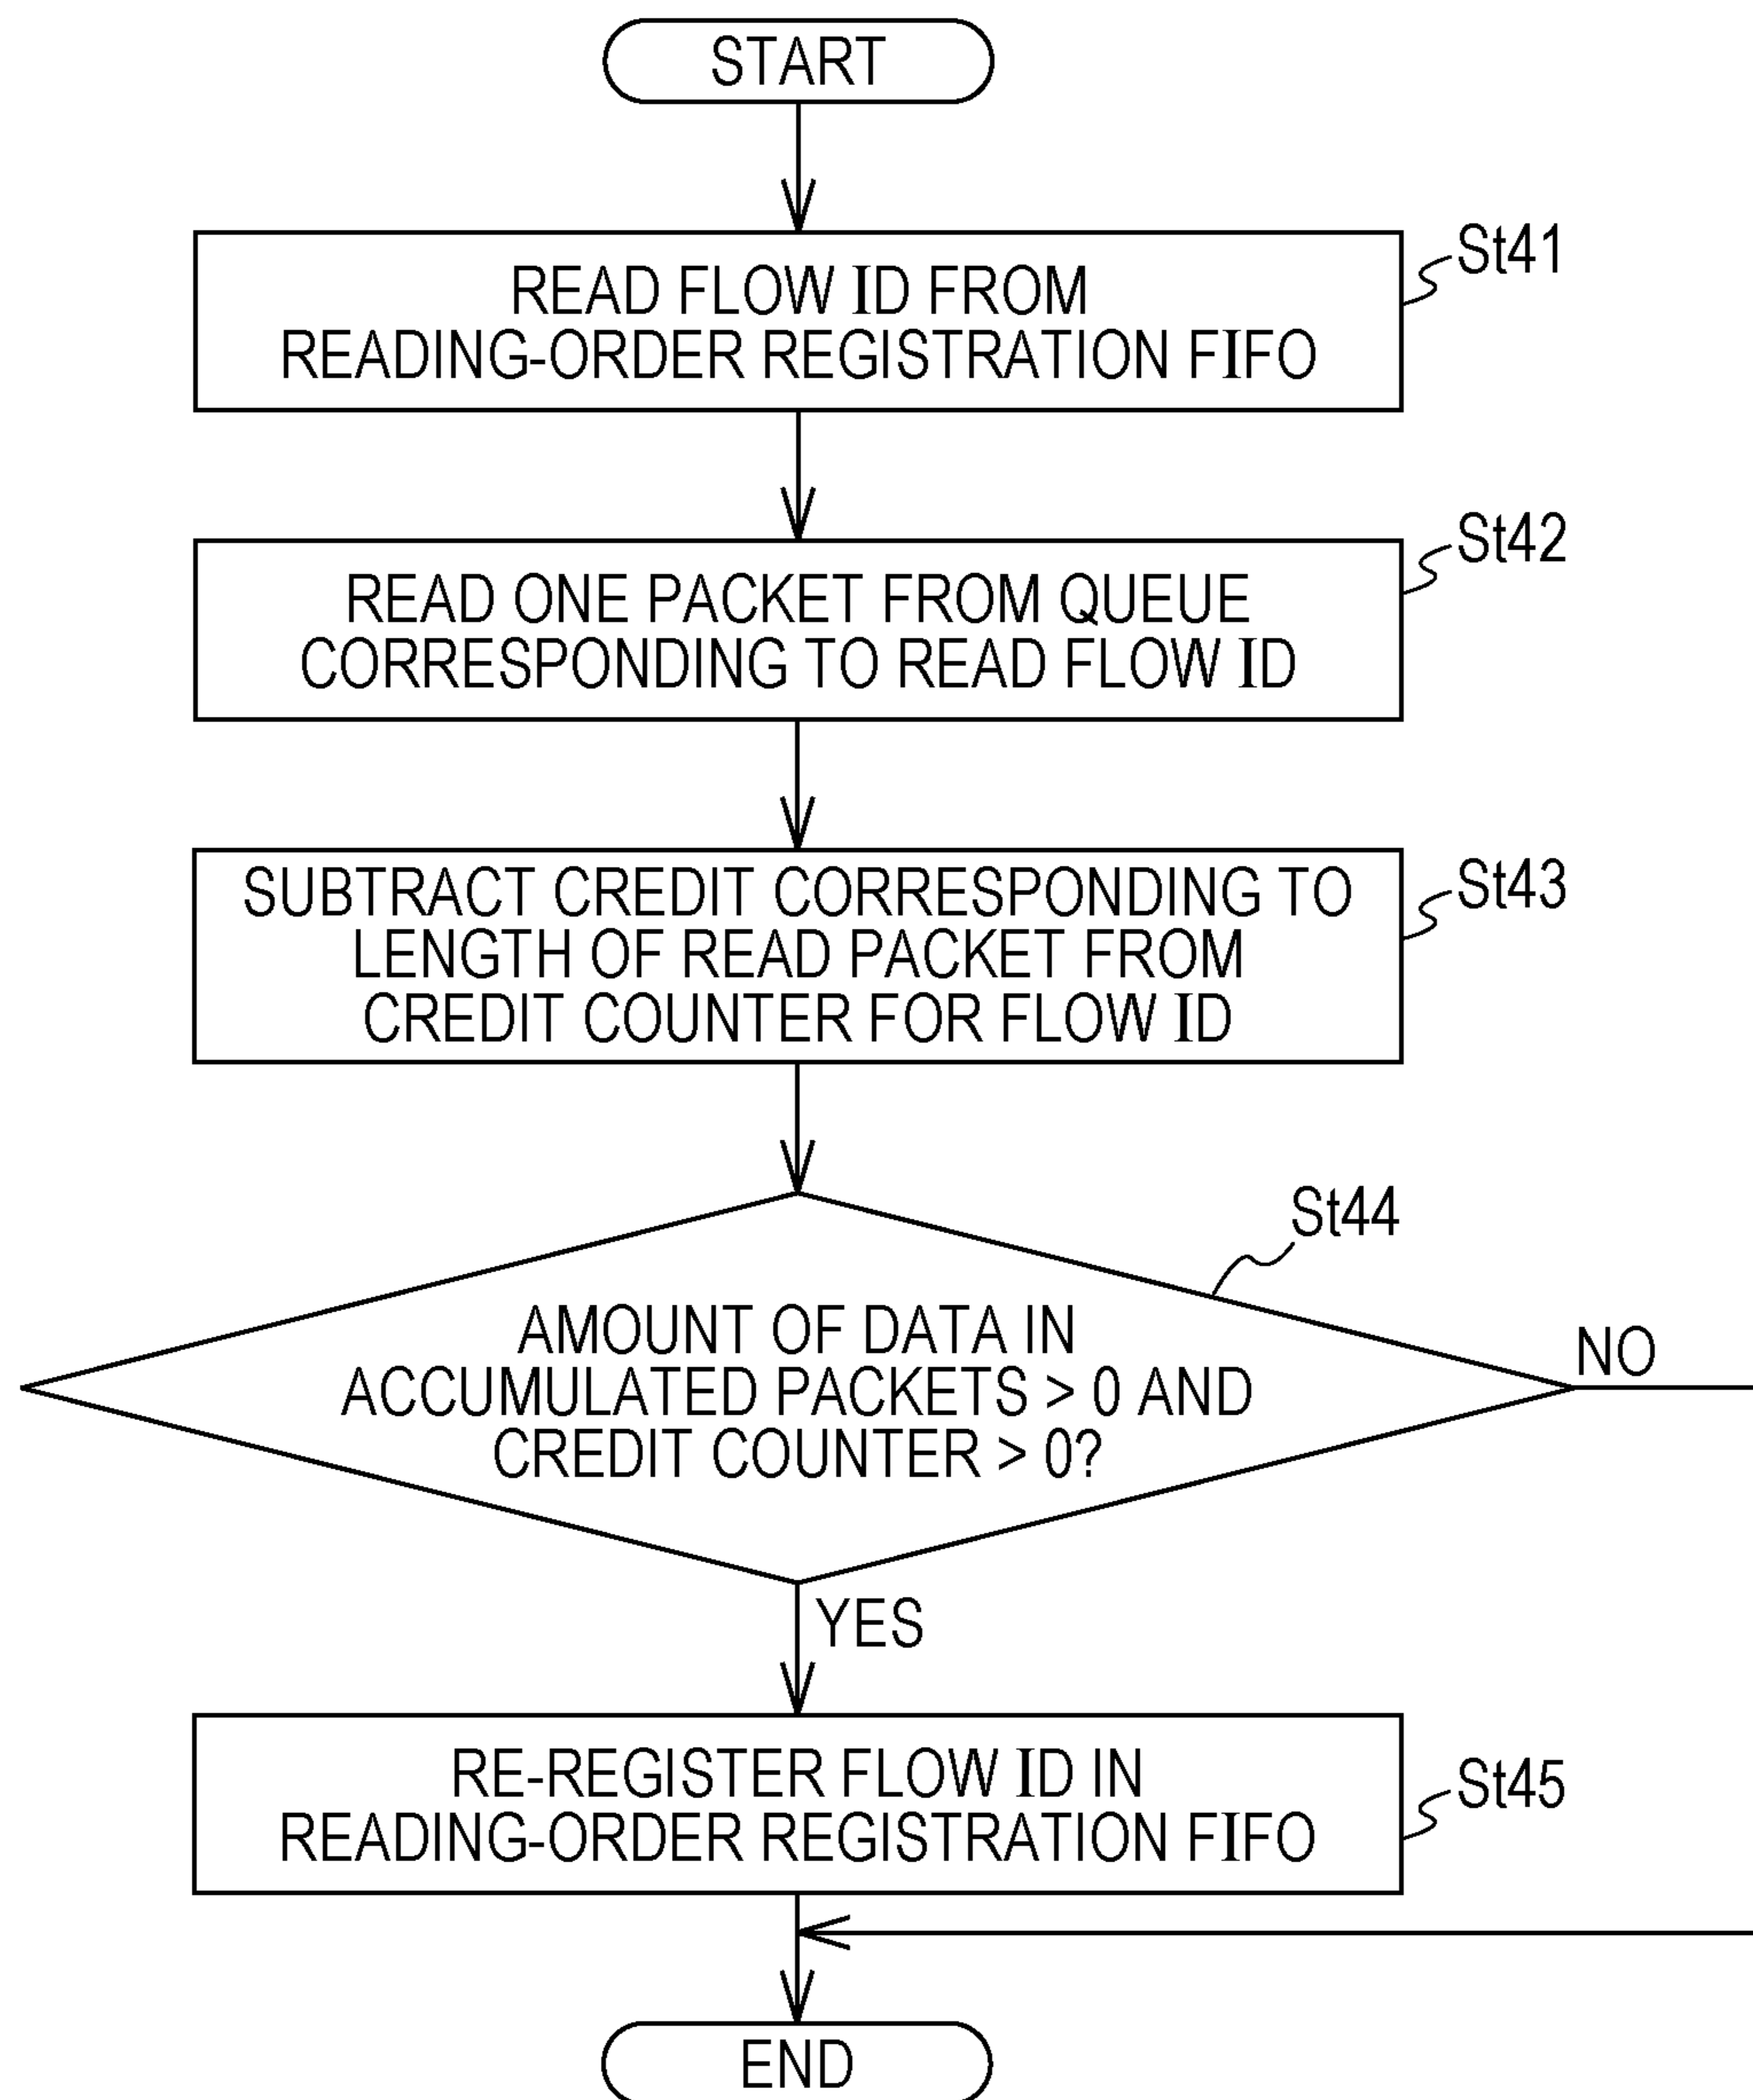 START
St41
READ FLOW ID FROM
READING-ORDER REGISTRATION FIFO
St42
READ ONE PACKET FROM QUEUE
CORRESPONDING TO READ FLOW ID
St43
SUBTRACT CREDIT CORRESPONDING TO
LENGTH OF READ PACKET FROM
CREDIT COUNTER FOR FLOW ID
St44
AMOUNT OF DATA IN
ACCUMULATED PACKETS > 0 AND
CREDIT COUNTER > 0?
NO
YES
RE-REGISTER FLOW ID IN
READING-ORDER REGISTRATION FIFO
St45
END